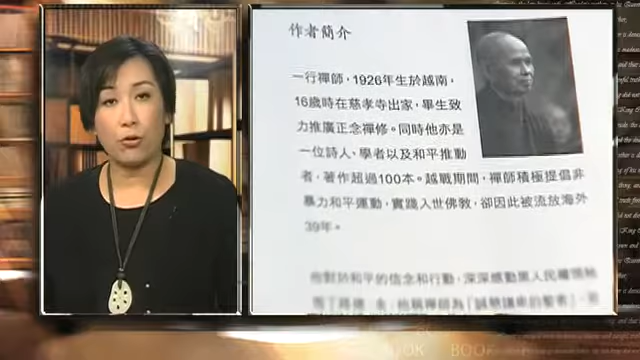 作者簡介
一行禪師，1926年生於越南，
16歲時在慈孝寺出家，畢生致
力推廣正念禪修。同時他亦是
一位詩人、學者以及和平推動
者，著作超過100本。越戰期間，禪師積極提倡非
暴力和平運動，實踐入世佛教，卻因此被流放海外
39年。
他對於和平的信念和行動，深深感動黑人民權領袖
BOOK